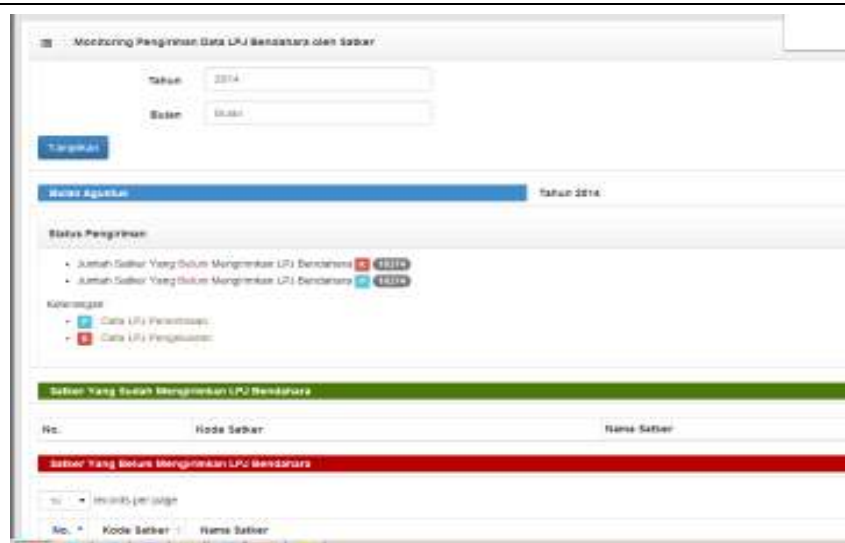 Monitoring Pengiriman Data LPJ Bendahara oleh Satker
Tahun 2014
Bulan Bulan
Tampilkan
Bulan Agustus Tahun 2014
Status Pengiriman
Jumlah Satker Yang Belum Mengirimkan LPJ Bendahara
Jumlah Satker Yang Belum Mengirimkan LPJ Bendahara
Keterangan
P Data LPJ Penerimaan
K Data LPJ Pengeluaran
Satker Yang Sudah Mengirimkan LPJ Bendahara
No. Kode Satker Nama Satker
Satker Yang Belum Mengirimkan LPJ Bendahara
10 records per page
No. Kode Satker Nama Satker